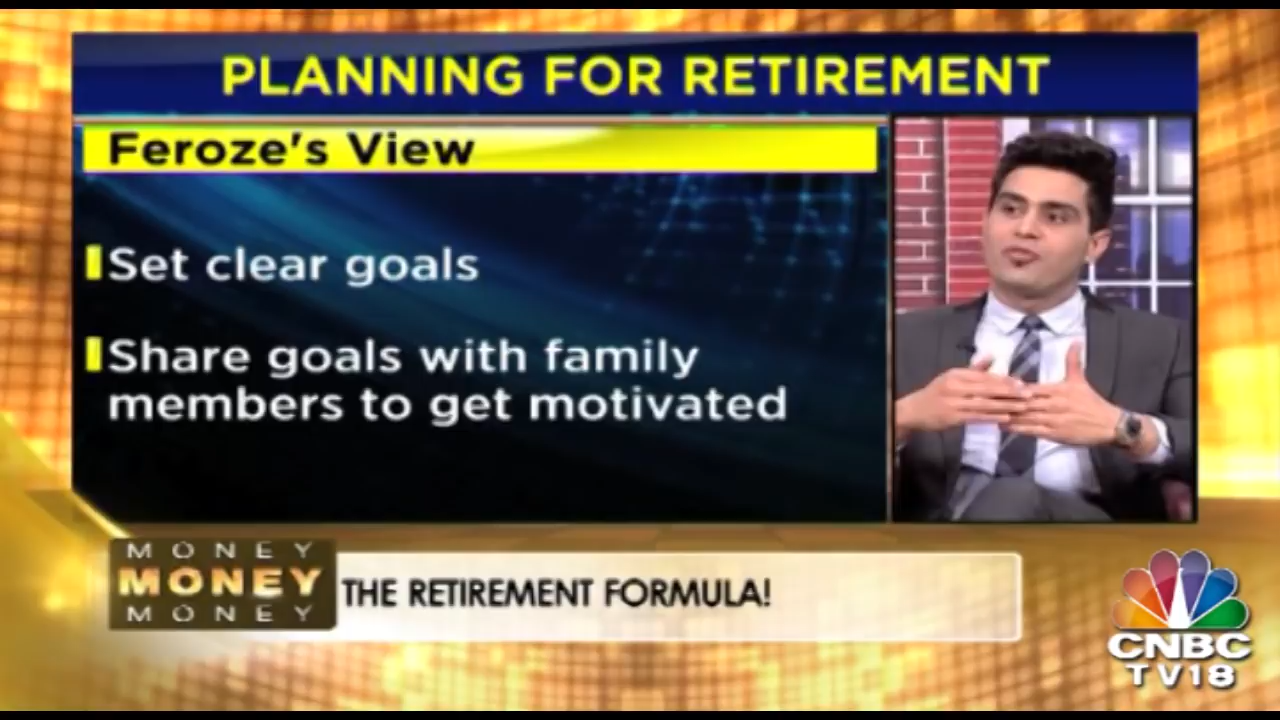 PLANNING FOR RETIREMENT
Feroze's View
Set clear goals
Share goals with family
members to get motivated
MONEY
MONEY
MONEY
THE RETIREMENT FORMULA!
CNBC
TV18